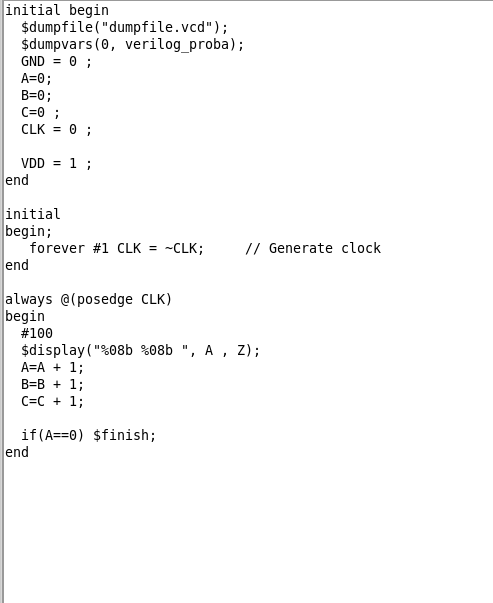 initial begin
  $dumpfile("dumpfile.vcd");
  $dumpvars(0, verilog_proba);
  GND = 0 ;
  A=0;
  B=0;
  C=0 ;
  CLK = 0 ;

  VDD = 1 ;
end

initial
begin;
   forever #1 CLK = ~CLK;     // Generate clock
end

always @(posedge CLK)
begin
  #100
  $display("%08b %08b ", A , Z);
  A=A + 1;
  B=B + 1;
  C=C + 1;

  if(A==0) $finish;
end